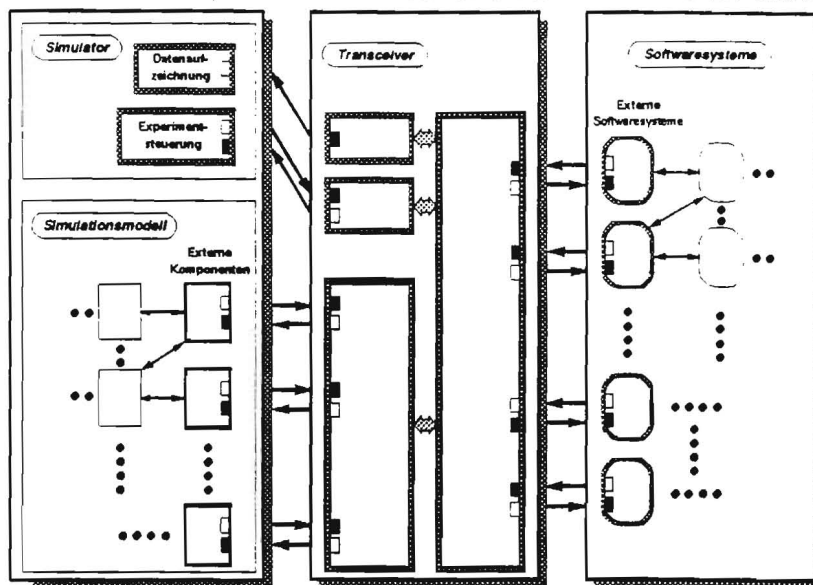 Simulator
Datenauf-
zeichnung
Experiment-
steuerung
Simulationsmodell
Externe
Komponenten
Transceiver
Softwaresysteme
Externe
Softwaresysteme